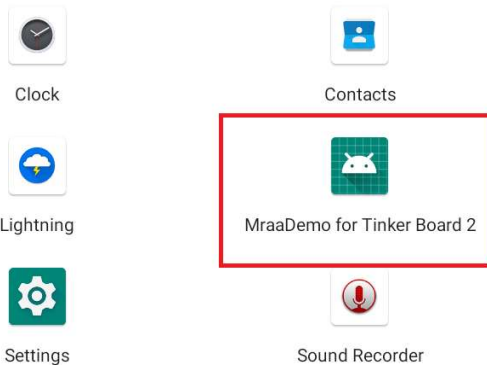 Clock
Contacts
Lightning
MraaDemo for Tinker Board 2
Settings
Sound Recorder